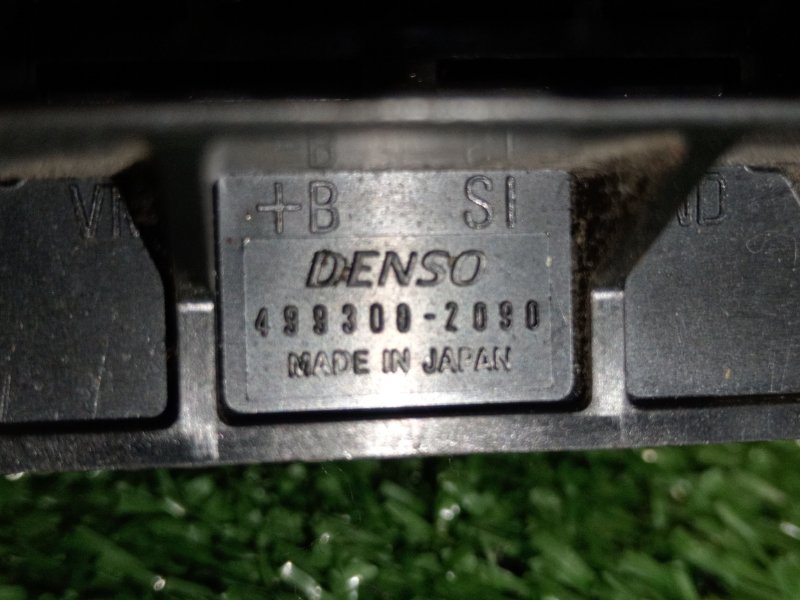 +B SI
DENSO
499300-2090
MADE IN JAPAN